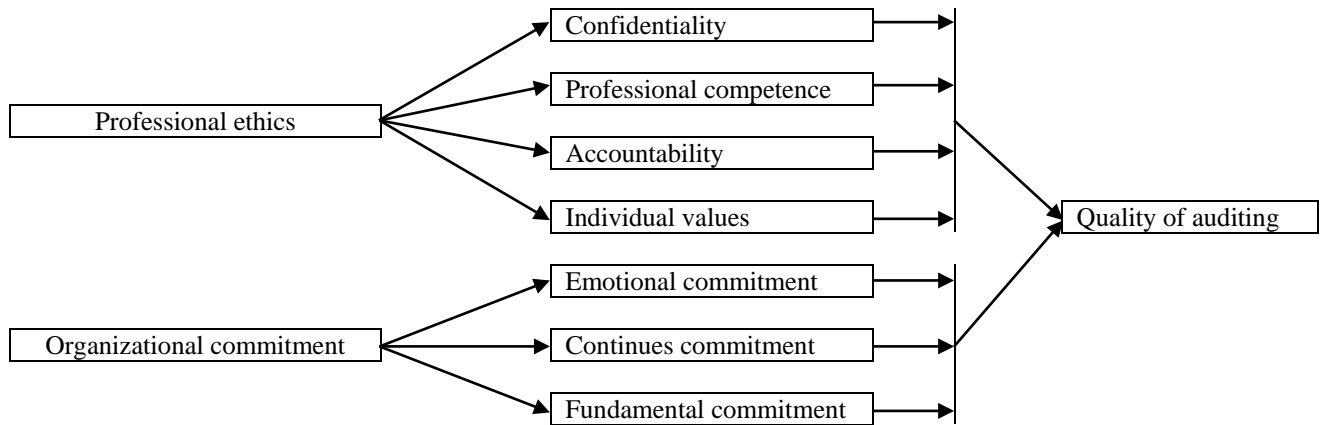 Confidentiality
Professional competence
Professional ethics
Accountability
Individual values
Quality of auditing
Emotional commitment
Organizational commitment
Continues commitment
Fundamental commitment